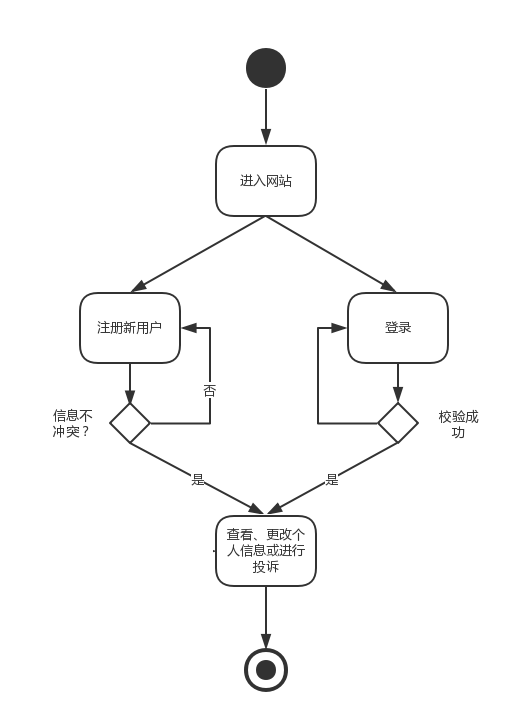 进入网站
注册新用户
登录
否
信息不
冲突？
校验成
功
是
是
查看、更改个
人信息或进行
投诉